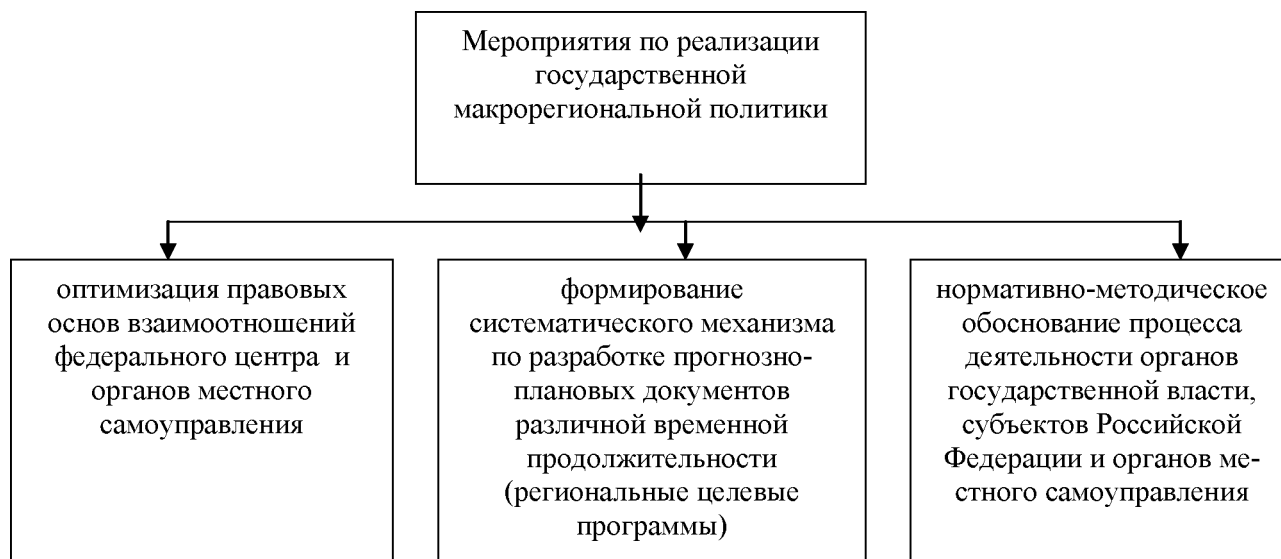 Мероприятия по реализации
государственной
макрорегиональной политики
оптимизация правовых
основ взаимоотношений
федерального центра  и
органов местного
самоуправления
формирование
систематического механизма
по разработке прогнозно-
плановых документов
различной временной
продолжительности
(региональные целевые
программы)
нормативно-методическое
обоснование процесса
деятельности органов
государственной власти,
субъектов Российской
Федерации и органов ме-
стного самоуправления